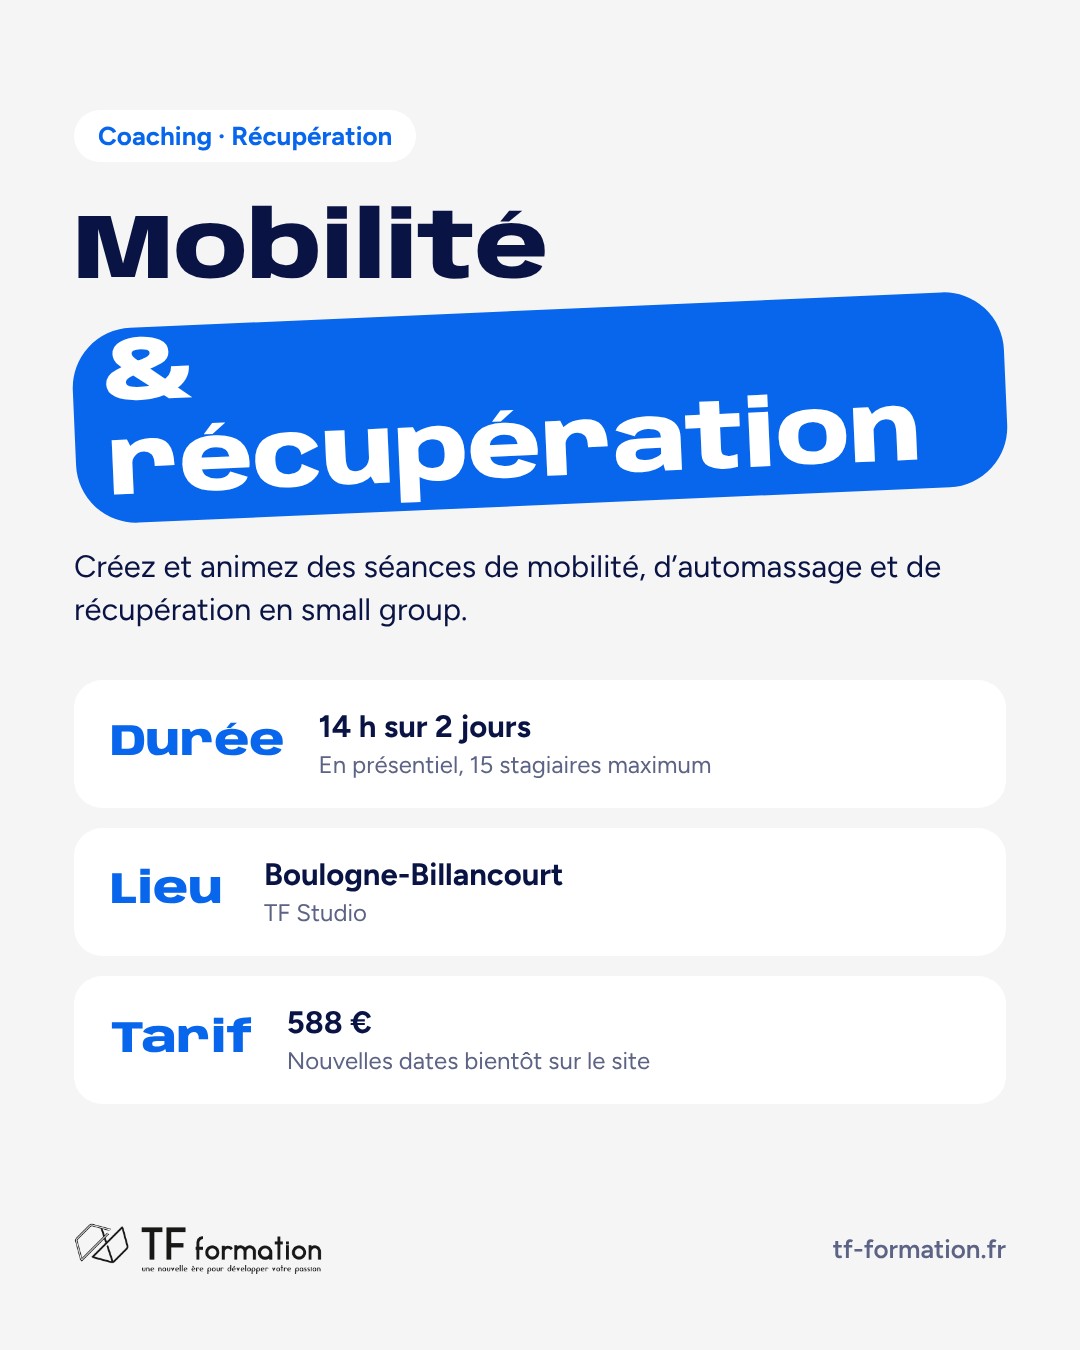 Coaching · Récupération
Mobilité
&
récupération
Créez et animez des séances de mobilité, d’automassage et de
récupération en small group.
Durée
14 h sur 2 jours
En présentiel, 15 stagiaires maximum
Lieu
Boulogne-Billancourt
TF Studio
Tarif
588 €
Nouvelles dates bientôt sur le site
TF formation
une nouvelle ère pour développer votre passion
tf-formation.fr